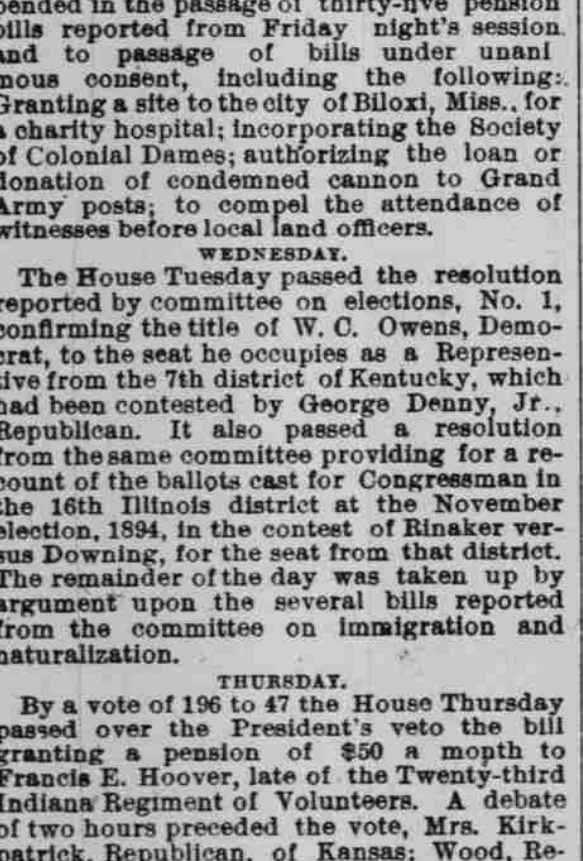 pended in the passage of thirty-five pension
bills reported from Friday night's session.
and to passage of bills under unani
mous consent, including the following:
Granting a site to the city of Biloxi, Miss., for
a charity hospital; incorporating the Society
of Colonial Dames; authorizing the loan or
donation of condemned cannon to Grand
Army posts; to compel the attendance of
witnesses before local land officers.
WEDNESDAY.
The House Tuesday passed the resolution
reported by committee on elections, No. 1,
confirming the title of W. C. Owens, Demo-
crat, to the seat he occupies as a Represen-
tive from the 7th district of Kentucky, which
had been contested by George Denny, Jr.,
Republican. It also passed a resolution
from the same committee providing for a re-
count of the ballots cast for Congressman in
the 16th Illinois district at the November
election, 1894, in the contest of Rinaker ver-
sus Downing, for the seat from that district.
The remainder of the day was taken up by
argument upon the several bills reported
from the committee on immigration and
naturalization.
THURSDAY.
By a vote of 196 to 47 the House Thursday
passed over the President's veto the bill
granting a pension of $50 a month to
Francis E. Hoover, late of the Twenty-third
Indiana Regiment of Volunteers. A debate
of two hours preceded the vote, Mrs. Kirk-
patrick, Republican, of Kansas; Wood, Re-